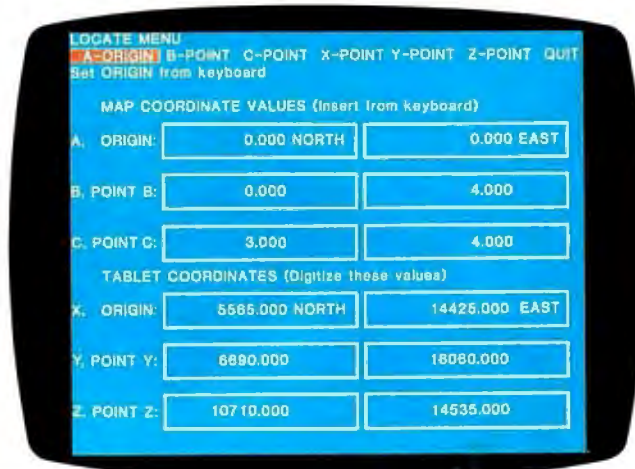 LOCATE MENU
A-ORIGIN B-POINT C-POINT X-POINT Y-POINT Z-POINT QUIT
Set ORIGIN from keyboard
MAP COORDINATE VALUES (Insert from keyboard)
A. ORIGIN: 0.000 NORTH 0.000 EAST
B. POINT B: 0.000 4.000
C. POINT C: 3.000 4.000
TABLET COORDINATES (Digitize these values)
X. ORIGIN: 5565.000 NORTH 14425.000 EAST
Y. POINT Y: 6690.000 18060.000
Z. POINT Z: 10710.000 14535.000